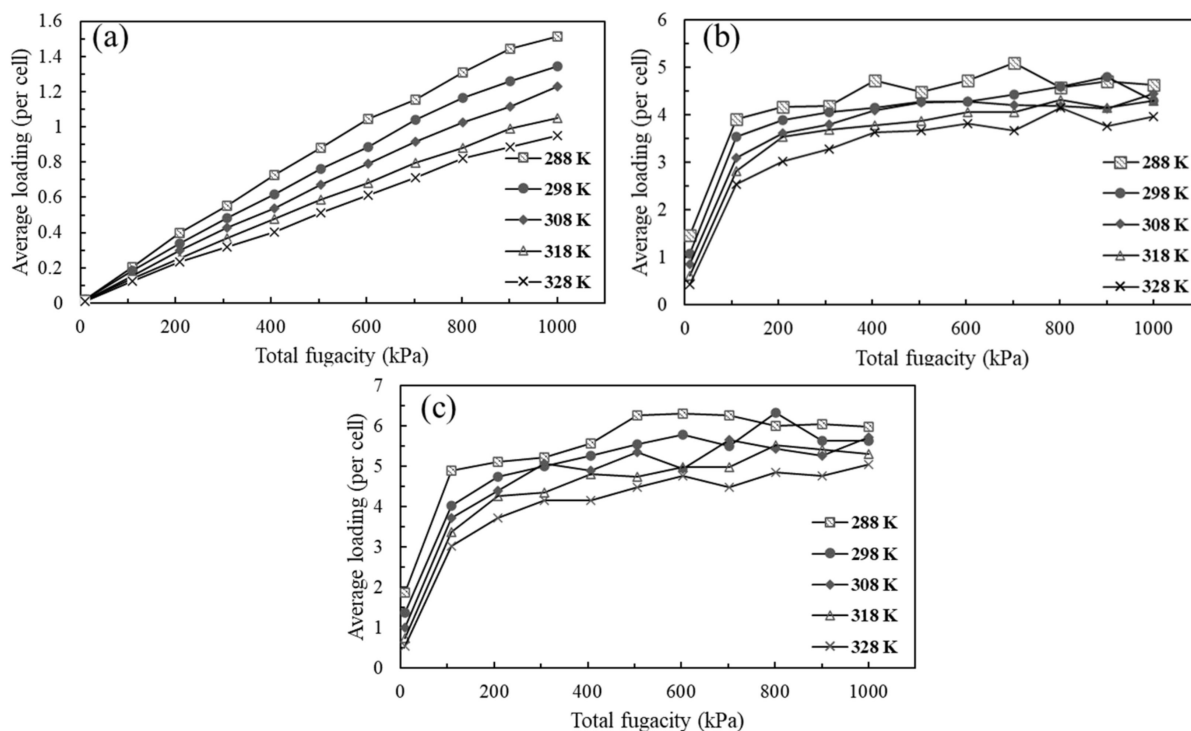 (a)
Average loading (per cell)
1.6
1.4
1.2
1
0.8
0.6
0.4
0.2
0
0 200 400 600 800 1000
Total fugacity (kPa)
288 K
298 K
308 K
318 K
328 K
(b)
Average loading (per cell)
6
5
4
3
2
1
0
0 200 400 600 800 1000
Total fugacity (kPa)
288 K
298 K
308 K
318 K
328 K
(c)
Average loading (per cell)
7
6
5
4
3
2
1
0
0 200 400 600 800 1000
Total fugacity (kPa)
288 K
298 K
308 K
318 K
328 K